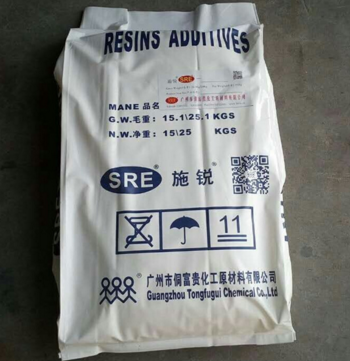 RESINS ADDITIVES
SRE
MANE 品名
G.W.毛重: 15.1\25.1 KGS
N.W.净重: 15\25 KGS
SRE 施锐
11
广州市侗富贵化工原材料有限公司
Guangzhou Tongfugui Chemical Co.,Ltd